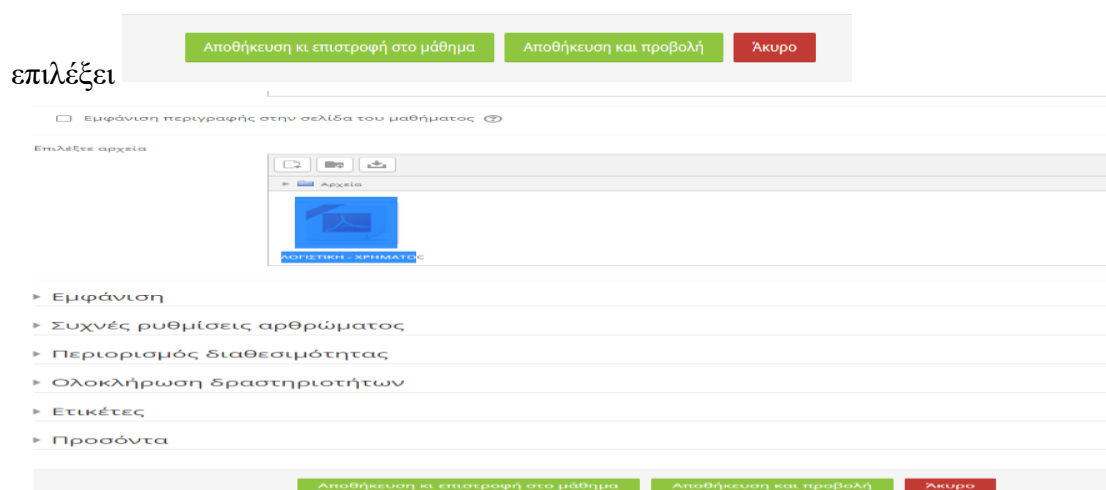 Αποθήκευση κι επιστροφή στο μάθημα Αποθήκευση και προβολή Άκυρο
επιλέξει
Εμφάνιση περιγραφής στην σελίδα του μαθήματος
Επιλέξτε αρχεία
Αρχεία
ΛΟΓΙΣΤΙΚΗ - ΧΡΗΜΑΤΟΣ
Εμφάνιση
Συχνές ρυθμίσεις αρθρώματος
Περιορισμός διαθεσιμότητας
Ολοκλήρωση δραστηριοτήτων
Ετικέτες
Προσόντα
Αποθήκευση κι επιστροφή στο μάθημα Αποθήκευση και προβολή Άκυρο